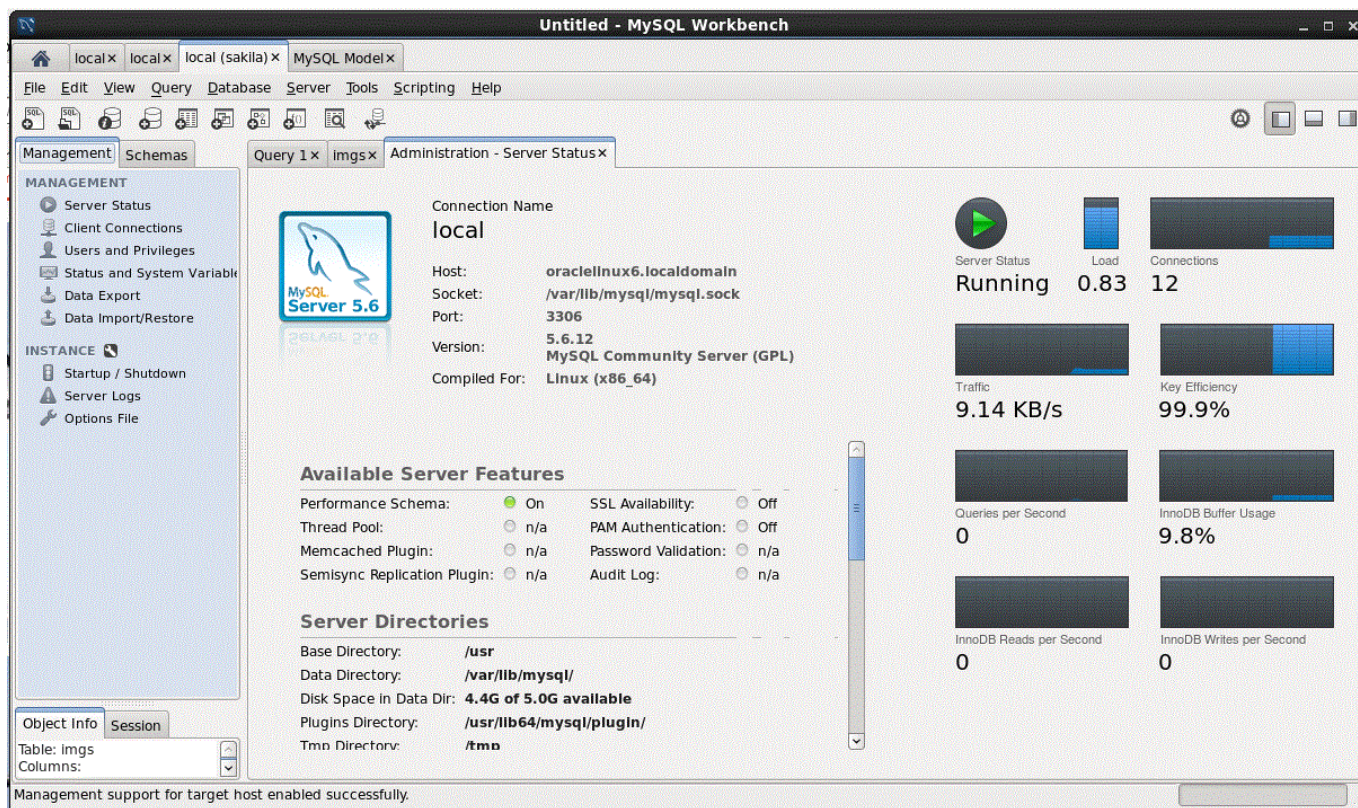 Untitled - MySQL Workbench
local× local× local (sakila)× MySQL Model×
File Edit View Query Database Server Tools Scripting Help
SQL SQL
Management Schemas
MANAGEMENT
Server Status
Client Connections
Users and Privileges
Status and System Variable
Data Export
Data Import/Restore
INSTANCE
Startup / Shutdown
Server Logs
Options File
Object Info Session
Table: imgs
Columns:
Query 1× imgs× Administration - Server Status×
MySQL
Server 5.6
Connection Name
local
Host: oraclelinux6.localdomain
Socket: /var/lib/mysql/mysql.sock
Port: 3306
Version: 5.6.12
MySQL Community Server (GPL)
Compiled For: Linux (x86_64)
Available Server Features
Performance Schema: On SSL Availability: Off
Thread Pool: n/a PAM Authentication: Off
Memcached Plugin: n/a Password Validation: n/a
Semisync Replication Plugin: n/a Audit Log: n/a
Server Directories
Base Directory: /usr
Data Directory: /var/lib/mysql/
Disk Space in Data Dir: 4.4G of 5.0G available
Plugins Directory: /usr/lib64/mysql/plugin/
Tmp Directory: /tmp
Server Status Load Connections
Running 0.83 12
Traffic Key Efficiency
9.14 KB/s 99.9%
Queries per Second InnoDB Buffer Usage
0 9.8%
InnoDB Reads per Second InnoDB Writes per Second
0 0
Management support for target host enabled successfully.